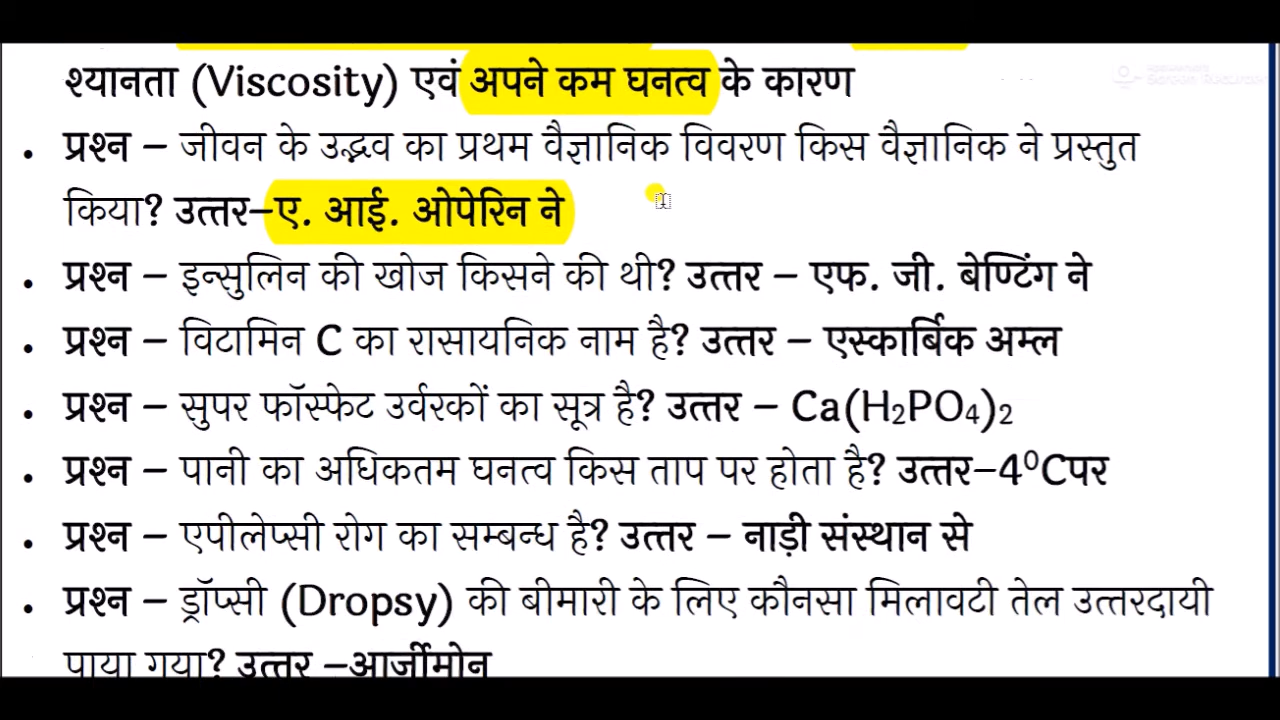 श्यानता (Viscosity) एवं अपने कम घनत्व के कारण
• प्रश्न – जीवन के उद्भव का प्रथम वैज्ञानिक विवरण किस वैज्ञानिक ने प्रस्तुत
किया? उत्तर–ए. आई. ओपेरिन ने
• प्रश्न – इन्सुलिन की खोज किसने की थी? उत्तर – एफ. जी. बेण्टिंग ने
• प्रश्न – विटामिन C का रासायनिक नाम है? उत्तर – एस्कार्बिक अम्ल
• प्रश्न – सुपर फॉस्फेट उर्वरकों का सूत्र है? उत्तर – Ca(H₂PO₄)₂
• प्रश्न – पानी का अधिकतम घनत्व किस ताप पर होता है? उत्तर–4⁰Cपर
• प्रश्न – एपीलेप्सी रोग का सम्बन्ध है? उत्तर – नाड़ी संस्थान से
• प्रश्न – ड्रॉप्सी (Dropsy) की बीमारी के लिए कौनसा मिलावटी तेल उत्तरदायी
पाया गया? उत्तर –आर्जीमोन